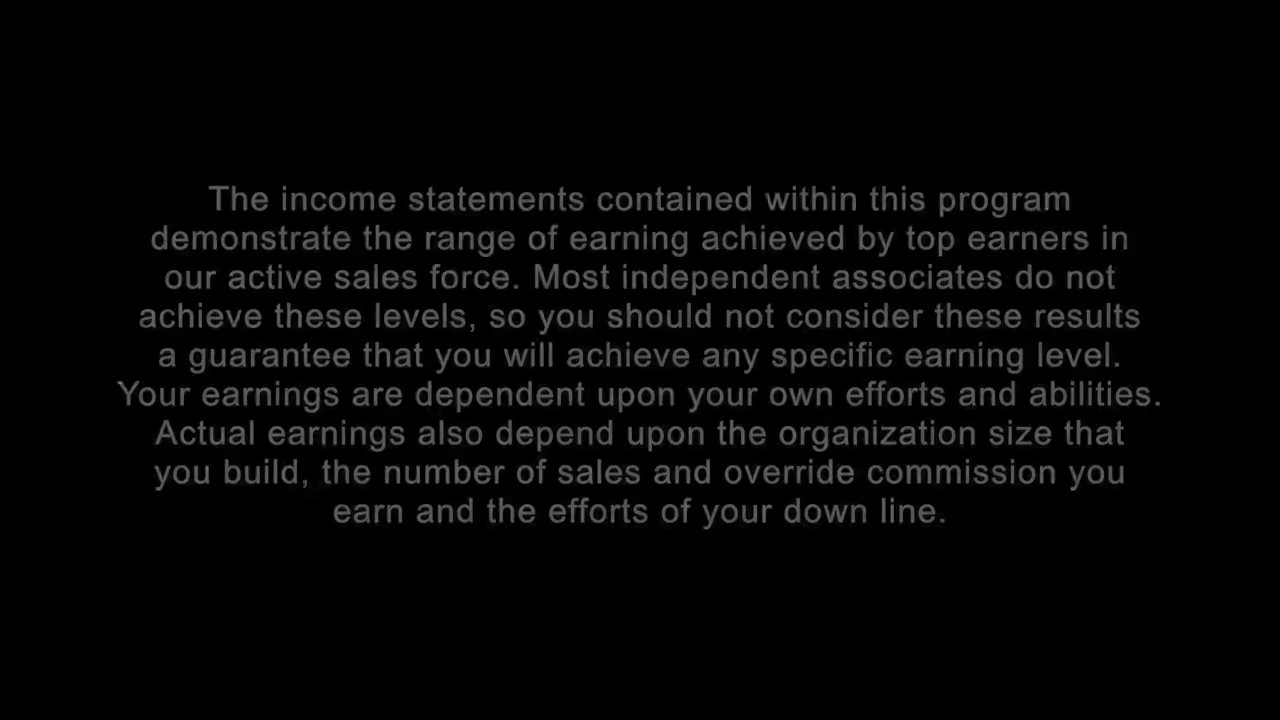 The income statements contained within this program
demonstrate the range of earning achieved by top earners in
our active sales force. Most independent associates do not
achieve these levels, so you should not consider these results
a guarantee that you will achieve any specific earning level.
Your earnings are dependent upon your own efforts and abilities.
Actual earnings also depend upon the organization size that
you build, the number of sales and override commission you
earn and the efforts of your down line.